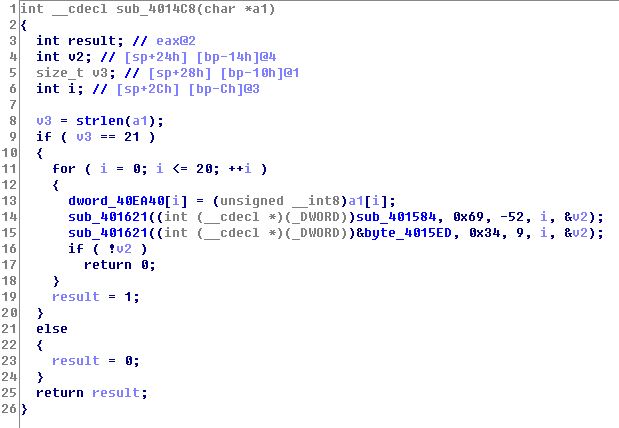 1 int __cdecl sub_4014C8(char *a1)
2 {
3   int result; // eax@2
4   int v2; // [sp+24h] [bp-14h]@4
5   size_t v3; // [sp+28h] [bp-10h]@1
6   int i; // [sp+2Ch] [bp-Ch]@3
7
8   v3 = strlen(a1);
9   if ( v3 == 21 )
10   {
11     for ( i = 0; i <= 20; ++i )
12     {
13       dword_40EA40[i] = (unsigned __int8)a1[i];
14       sub_401621((int (__cdecl *)(_DWORD))sub_401584, 0x69, -52, i, &v2);
15       sub_401621((int (__cdecl *)(_DWORD))&byte_4015ED, 0x34, 9, i, &v2);
16       if ( !v2 )
17         return 0;
18     }
19     result = 1;
20   }
21   else
22   {
23     result = 0;
24   }
25   return result;
26 }